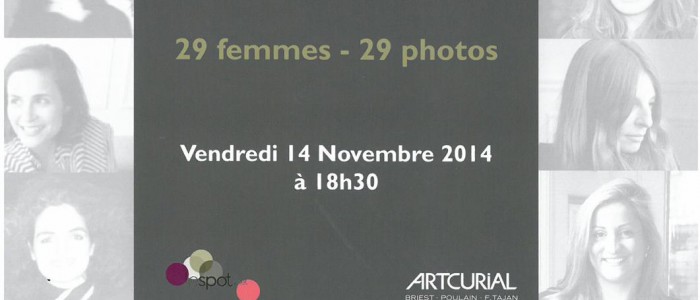 29 femmes - 29 photos
Vendredi 14 Novembre 2014
à 18h30
spot
ARTCURIAL
BRIEST - POULAIN - F.TAJAN